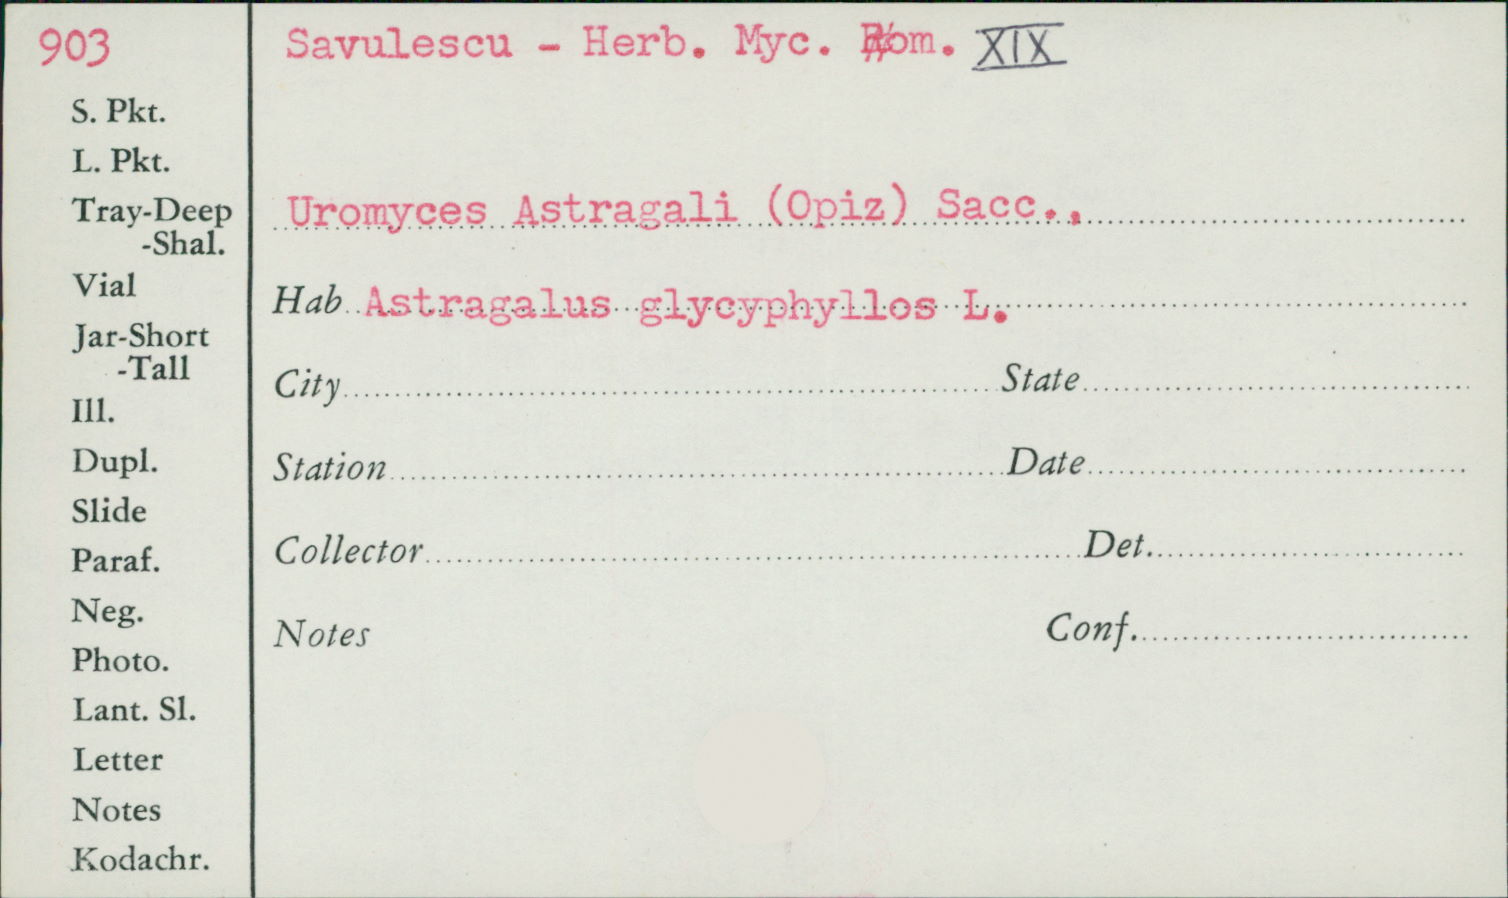 903
Savulescu - Herb. Myc. Rom. XIX
S. Pkt.
L. Pkt.
Tray-Deep
-Shal.
Vial
Jar-Short
-Tall
Ill.
Dupl.
Slide
Paraf.
Neg.
Photo.
Lant. Sl.
Letter
Notes
Kodachr.
Uromyces Astragali (Opiz) Sacc..
Hab Astragalus glycyphyllos L.
City State
Station Date
Collector Det.
Notes Conf.